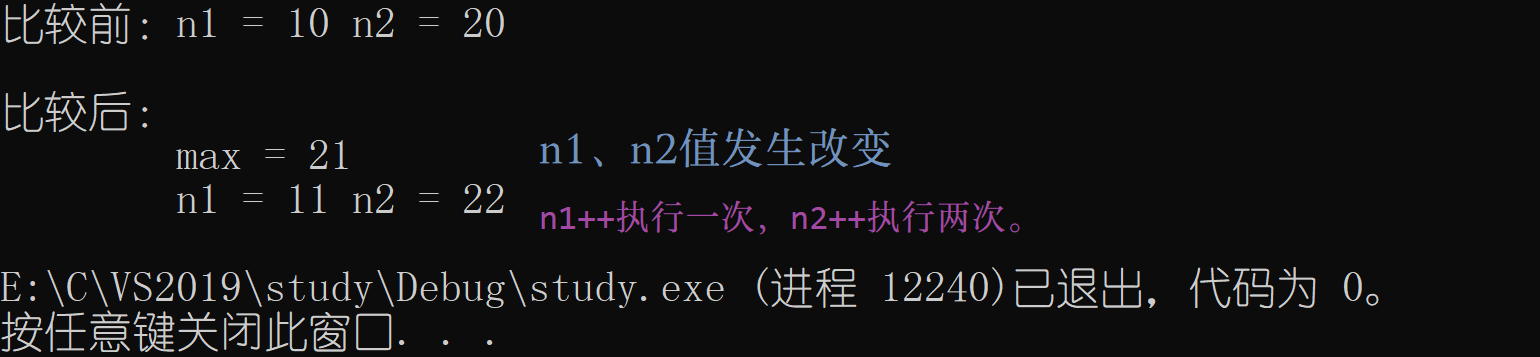 比较前: n1 = 10 n2 = 20
比较后:
max = 21
n1、n2值发生改变
n1 = 11 n2 = 22
n1++执行一次，n2++执行两次。
E:\C\VS2019\study\Debug\study.exe (进程 12240)已退出，代码为 0。
按任意键关闭此窗口. . .